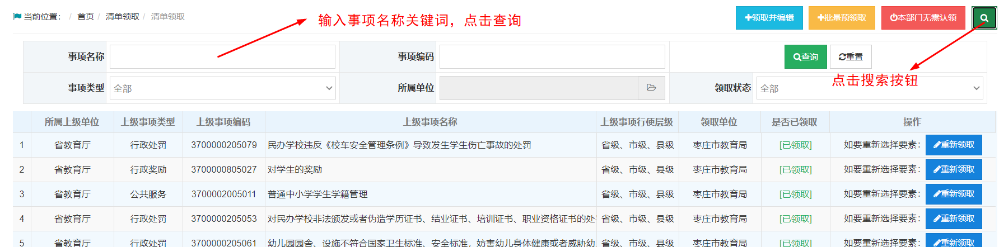 当前位置： / 首页 / 清单领取 / 清单领取
输入事项名称关键词，点击查询
领取并编辑 批量预领取 本部门无需认领
事项名称 事项编码 查询 重置
点击搜索按钮
事项类型 全部 所属单位 领取状态 全部
所属上级单位 上级事项类型 上级事项编码 上级事项名称 上级事项行使层级 领取单位 是否已领取 操作
1 省教育厅 行政处罚 3700000205079 民办学校违反《校车安全管理条例》导致发生学生伤亡事故的处罚 省级、市级、县级 枣庄市教育局 [已领取] 如要重新选择要素： 重新领取
2 省教育厅 行政奖励 3700000805027 对学生的奖励 省级、市级、县级 枣庄市教育局 [已领取] 如要重新选择要素： 重新领取
3 省教育厅 公共服务 3700002005011 普通中小学学生学籍管理 省级、市级、县级 枣庄市教育局 [已领取] 如要重新选择要素： 重新领取
4 省教育厅 行政处罚 3700000205053 对民办学校非法颁发或者伪造学历证书、结业证书、培训证书、职业资格证书的处 省级、市级、县级 枣庄市教育局 [已领取] 如要重新选择要素： 重新领取
5 省教育厅 行政处罚 3700000205061 幼儿园园舍、设施不符合国家卫生标准、安全标准，妨害幼儿身体健康或者威胁幼 省级、市级、县级 枣庄市教育局 [已领取] 如要重新选择要素： 重新领取